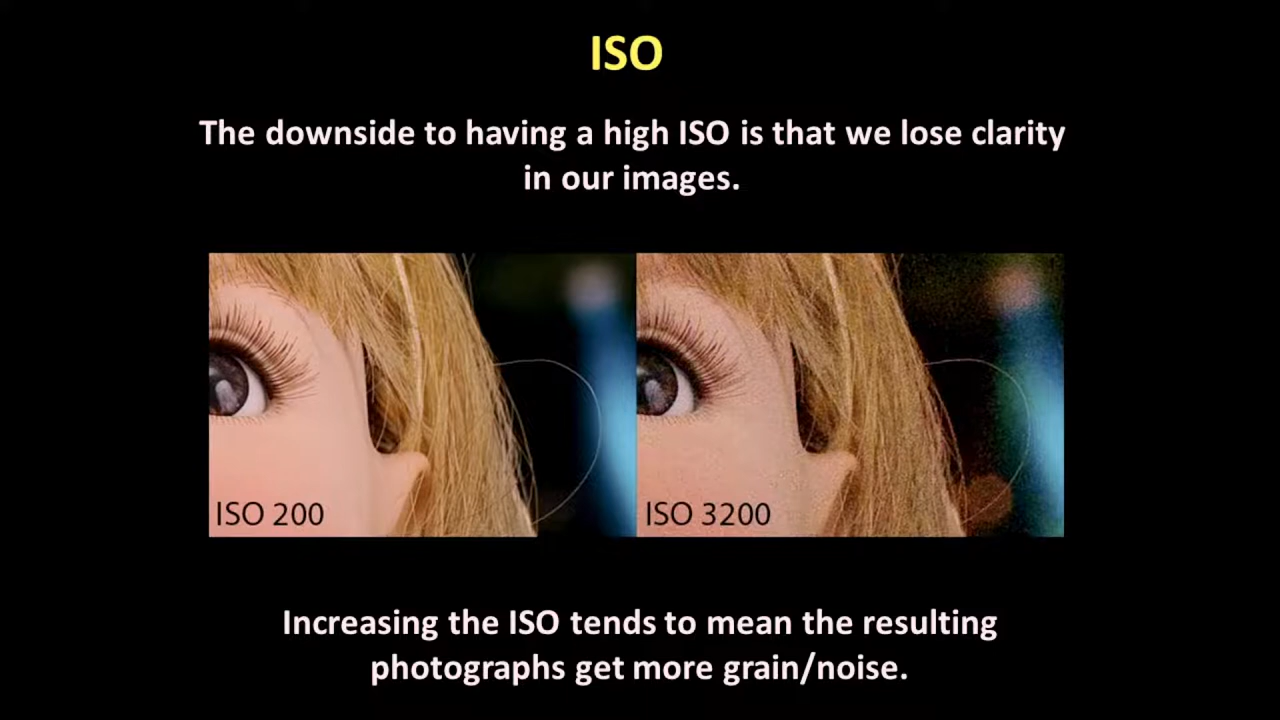 ISO
The downside to having a high ISO is that we lose clarity
in our images.
ISO 200
ISO 3200
Increasing the ISO tends to mean the resulting
photographs get more grain/noise.